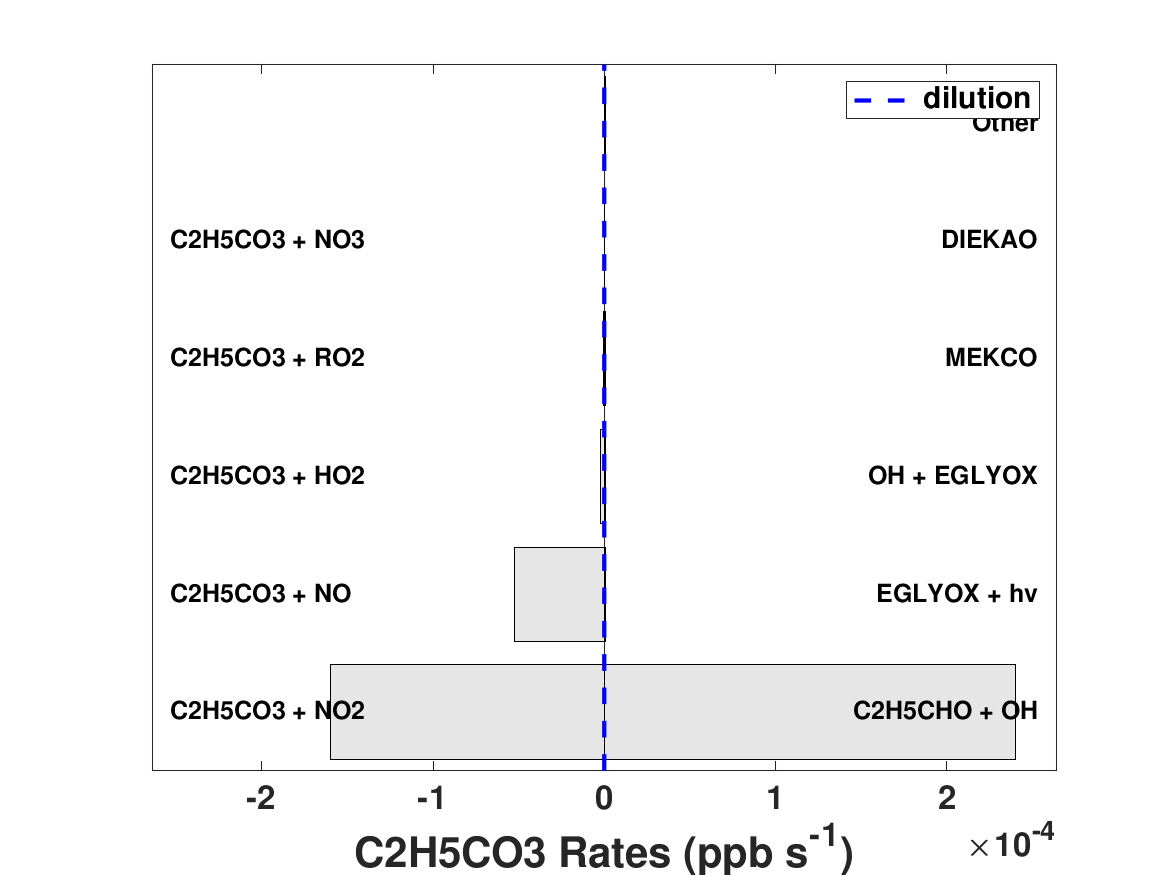 dilution
Other
C2H5CO3 + NO3 DIEKAO
C2H5CO3 + RO2 MEKCO
C2H5CO3 + HO2 OH + EGLYOX
C2H5CO3 + NO EGLYOX + hv
C2H5CO3 + NO2 C2H5CHO + OH
-2 -1 0 1 2
×10-4
C2H5CO3 Rates (ppb s-1)